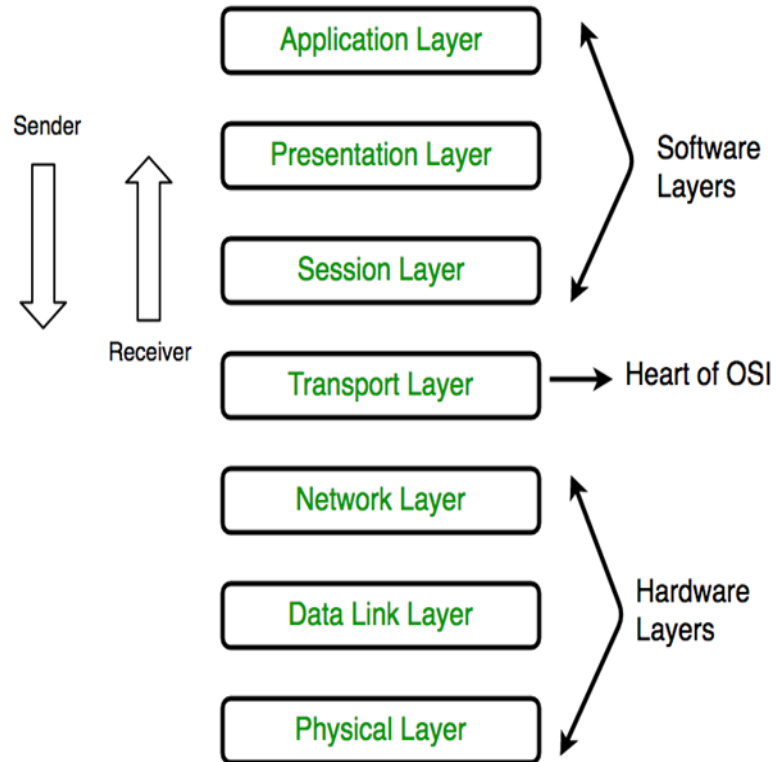 Application Layer
Sender
Presentation Layer
Software
Layers
Session Layer
Receiver
Transport Layer
Heart of OSI
Network Layer
Data Link Layer
Hardware
Layers
Physical Layer